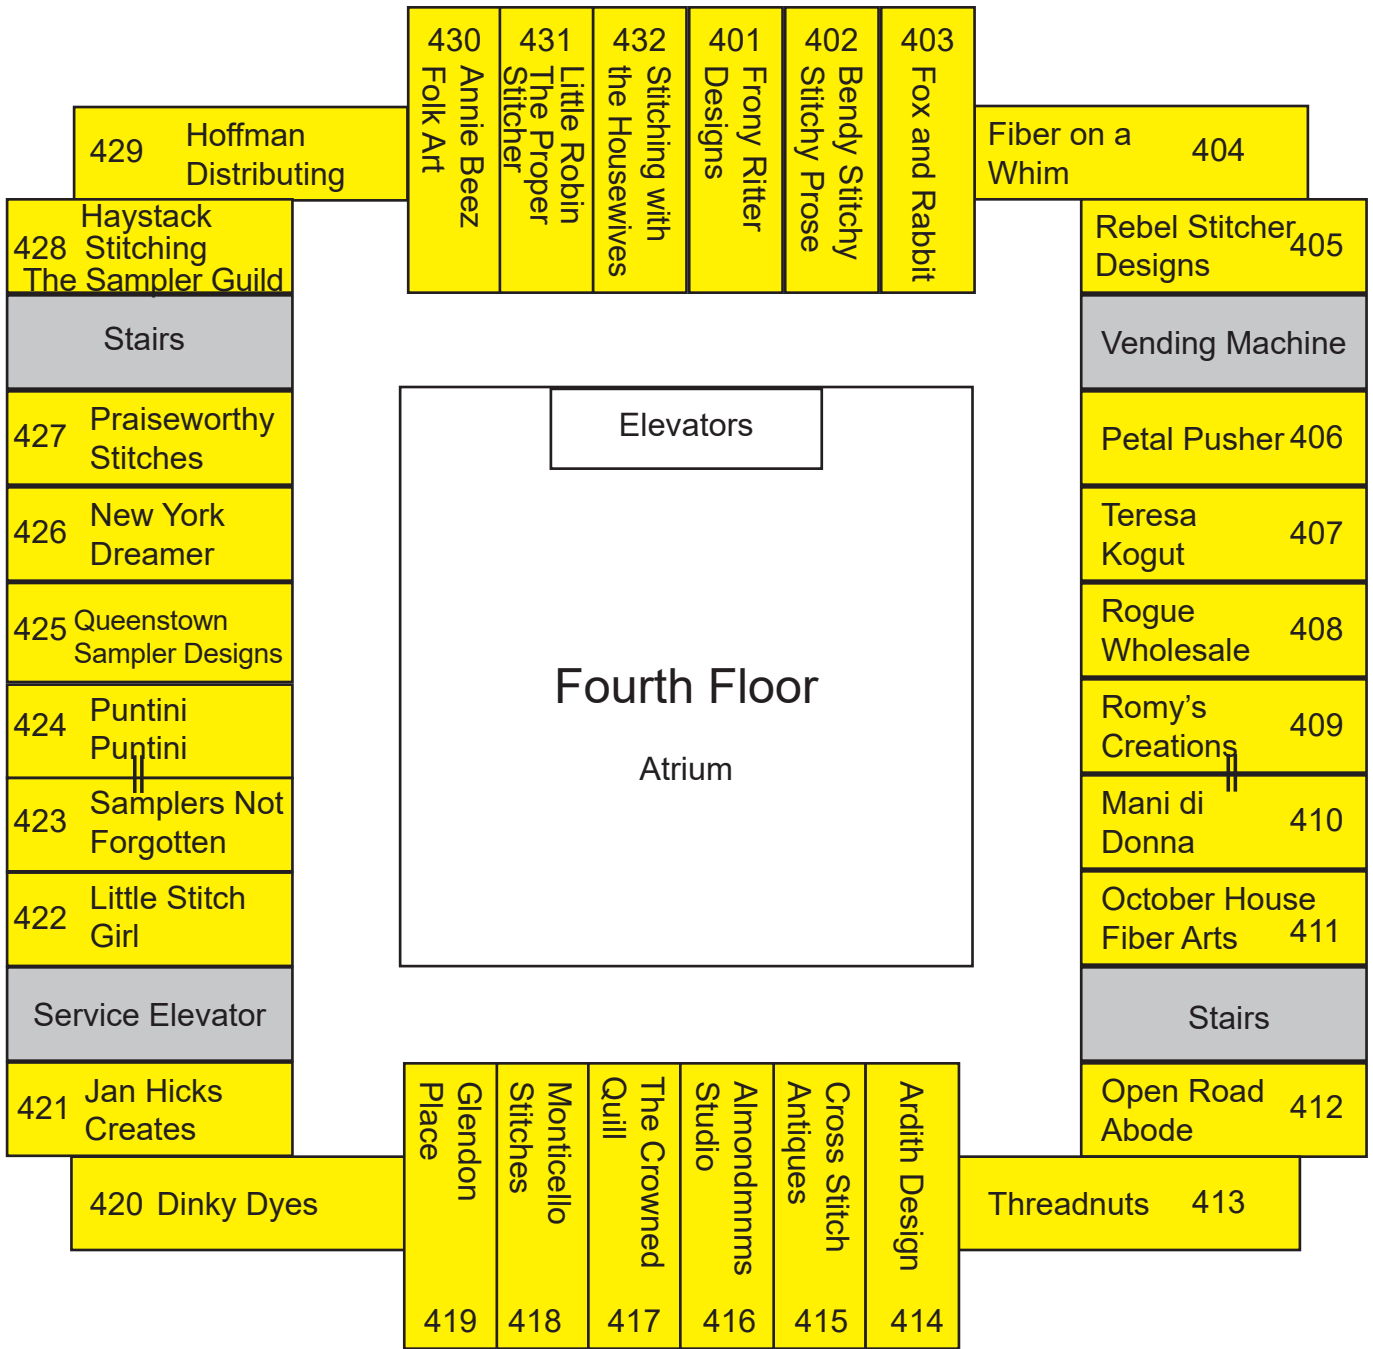 430
Annie Beez
Folk Art
431
Little Robin
The Proper
Stitcher
432
Stitching with
the Housewives
401
Frony Ritter
Designs
402
Bendy Stitchy
Stitchy Prose
403
Fox and Rabbit
429
Hoffman
Distributing
Fiber on a
Whim
404
Haystack
428 Stitching
The Sampler Guild
Rebel Stitcher
Designs
405
Stairs
Vending Machine
427
Praiseworthy
Stitches
Elevators
Petal Pusher 406
426
New York
Dreamer
Teresa
Kogut
407
425
Queenstown
Sampler Designs
Rogue
Wholesale
408
424
Puntini
Puntini
Fourth Floor
Atrium
Romy’s
Creations
409
423
Samplers Not
Forgotten
Mani di
Donna
410
422
Little Stitch
Girl
October House
Fiber Arts
411
Service Elevator
Stairs
421
Jan Hicks
Creates
Open Road
Abode
412
420 Dinky Dyes
Threadnuts 413
Glendon
Place
419
Monticello
Stitches
418
The Crowned
Quill
417
Almondmnms
Studio
416
Cross Stitch
Antiques
415
Ardith Design
414